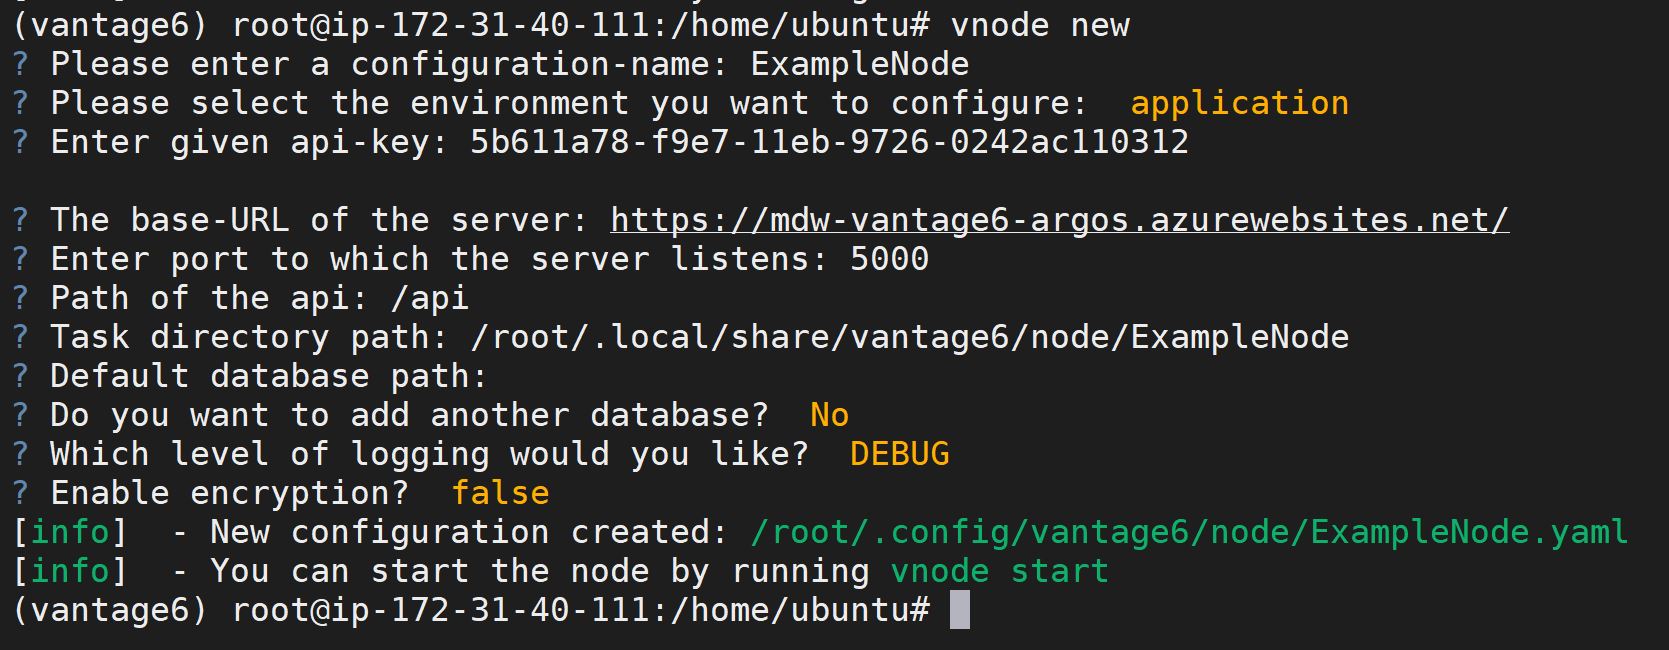 (vantage6) root@ip-172-31-40-111:/home/ubuntu# vnode new
? Please enter a configuration-name: ExampleNode
? Please select the environment you want to configure:  application
? Enter given api-key: 5b611a78-f9e7-11eb-9726-0242ac110312
? The base-URL of the server: https://mdw-vantage6-argos.azurewebsites.net/
? Enter port to which the server listens: 5000
? Path of the api: /api
? Task directory path: /root/.local/share/vantage6/node/ExampleNode
? Default database path:
? Do you want to add another database?  No
? Which level of logging would you like?  DEBUG
? Enable encryption?  false
[info]  - New configuration created: /root/.config/vantage6/node/ExampleNode.yaml
[info]  - You can start the node by running vnode start
(vantage6) root@ip-172-31-40-111:/home/ubuntu#